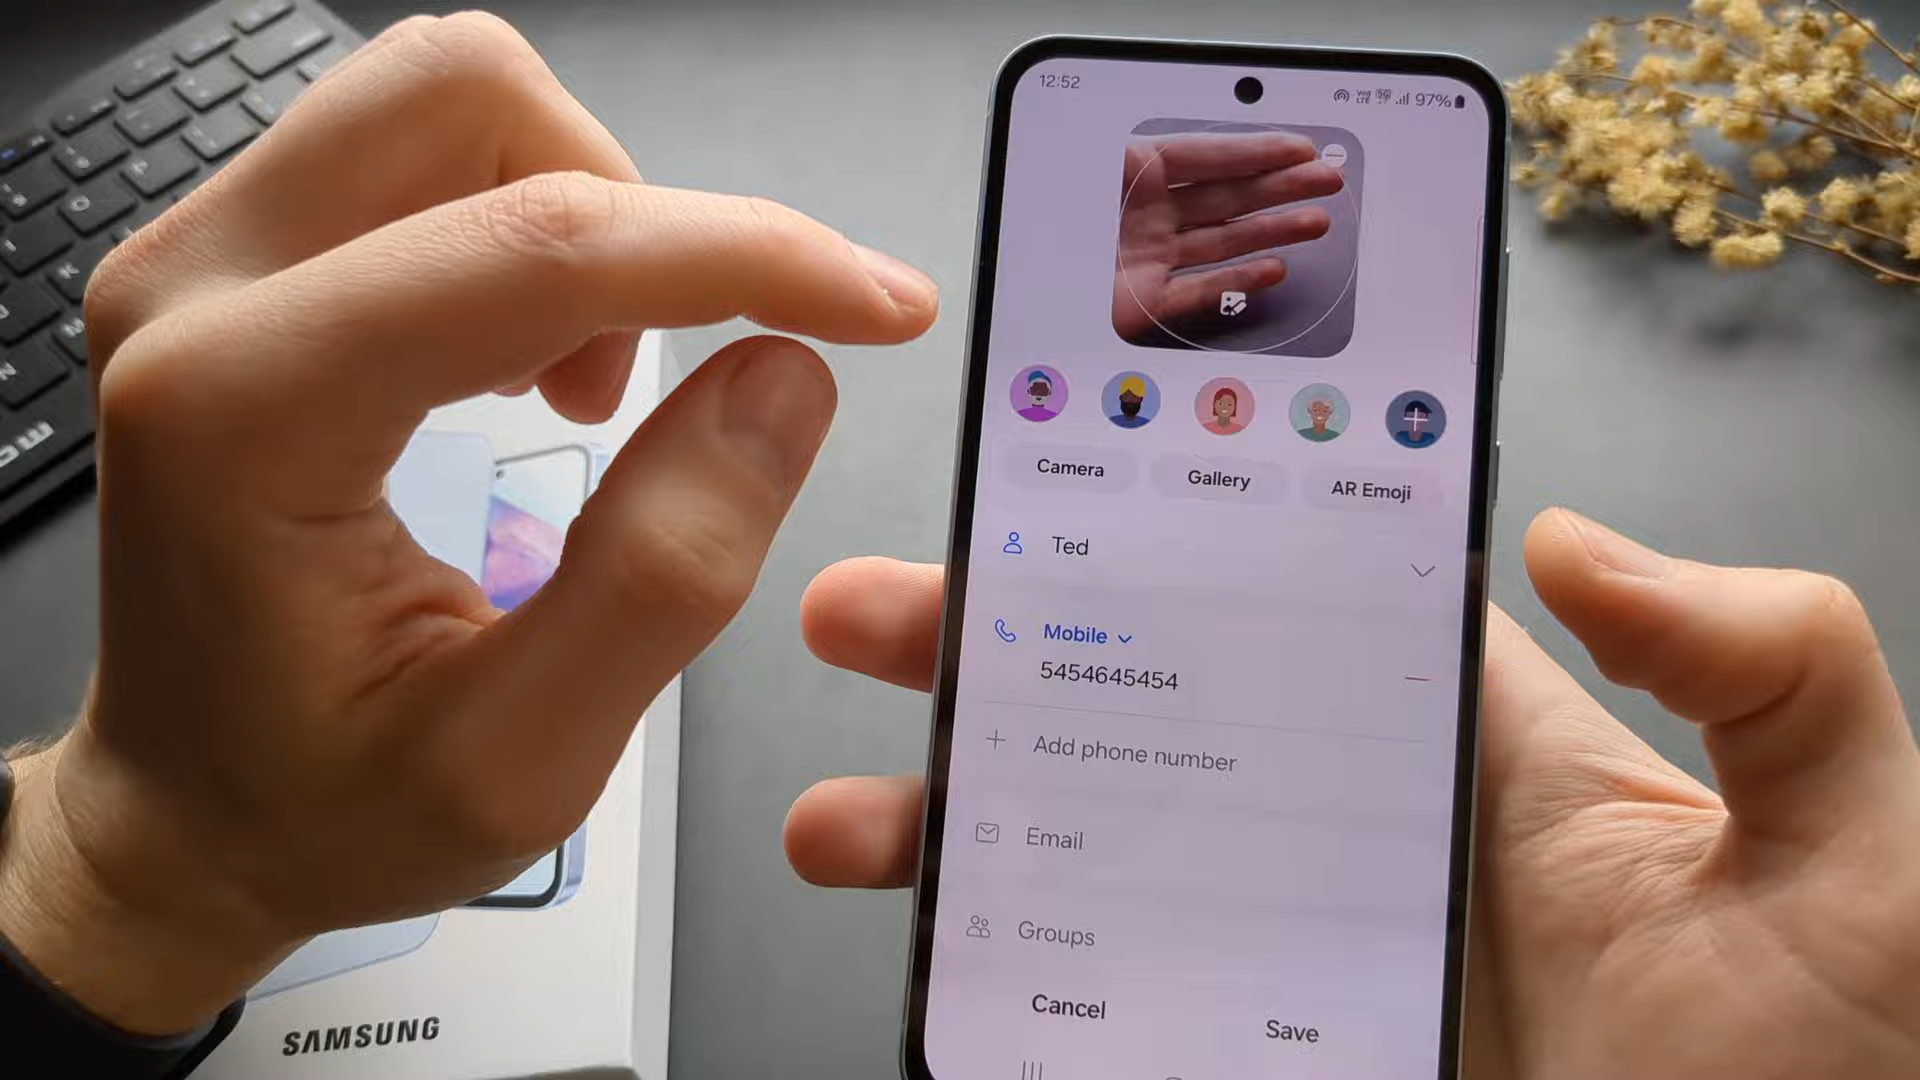 12:52
97%
Camera
Gallery
AR Emoji
Ted
Mobile
5454645454
Add phone number
Email
Groups
Cancel
Save
SAMSUNG